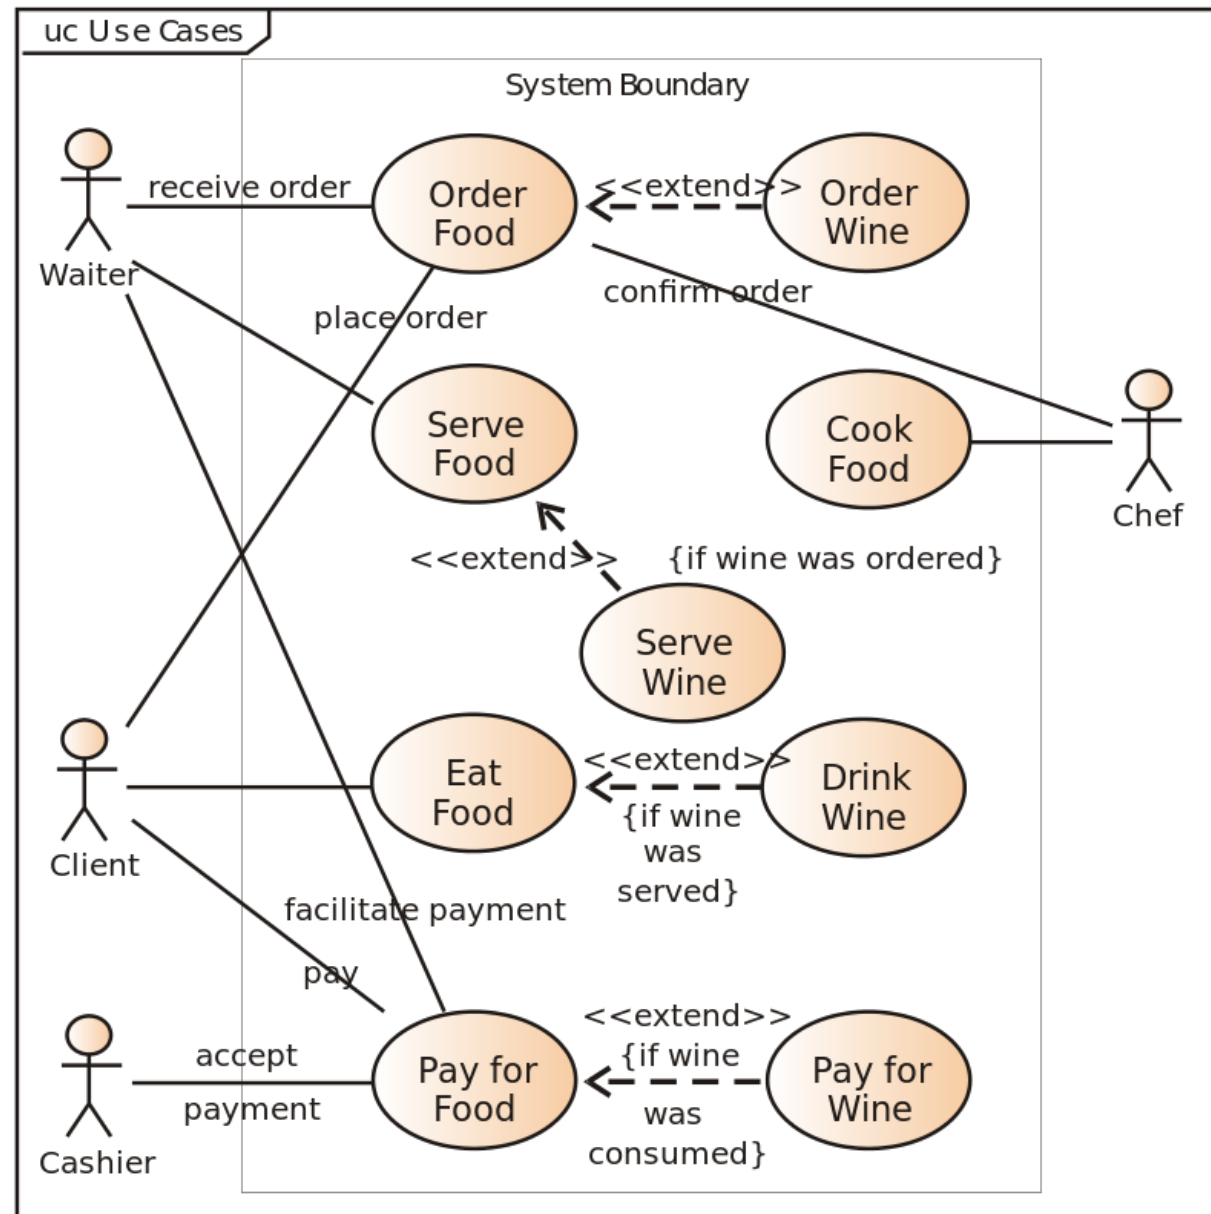 uc Use Cases
System Boundary
receive order
Order
Food
<<extend>>
Order
Wine
Waiter
place order
confirm order
Serve
Food
Cook
Food
Chef
<<extend>>
{if wine was ordered}
Serve
Wine
Client
Eat
Food
<<extend>>
{if wine
was
served}
Drink
Wine
facilitate payment
pay
accept
payment
Cashier
Pay for
Food
<<extend>>
{if wine
was
consumed}
Pay for
Wine